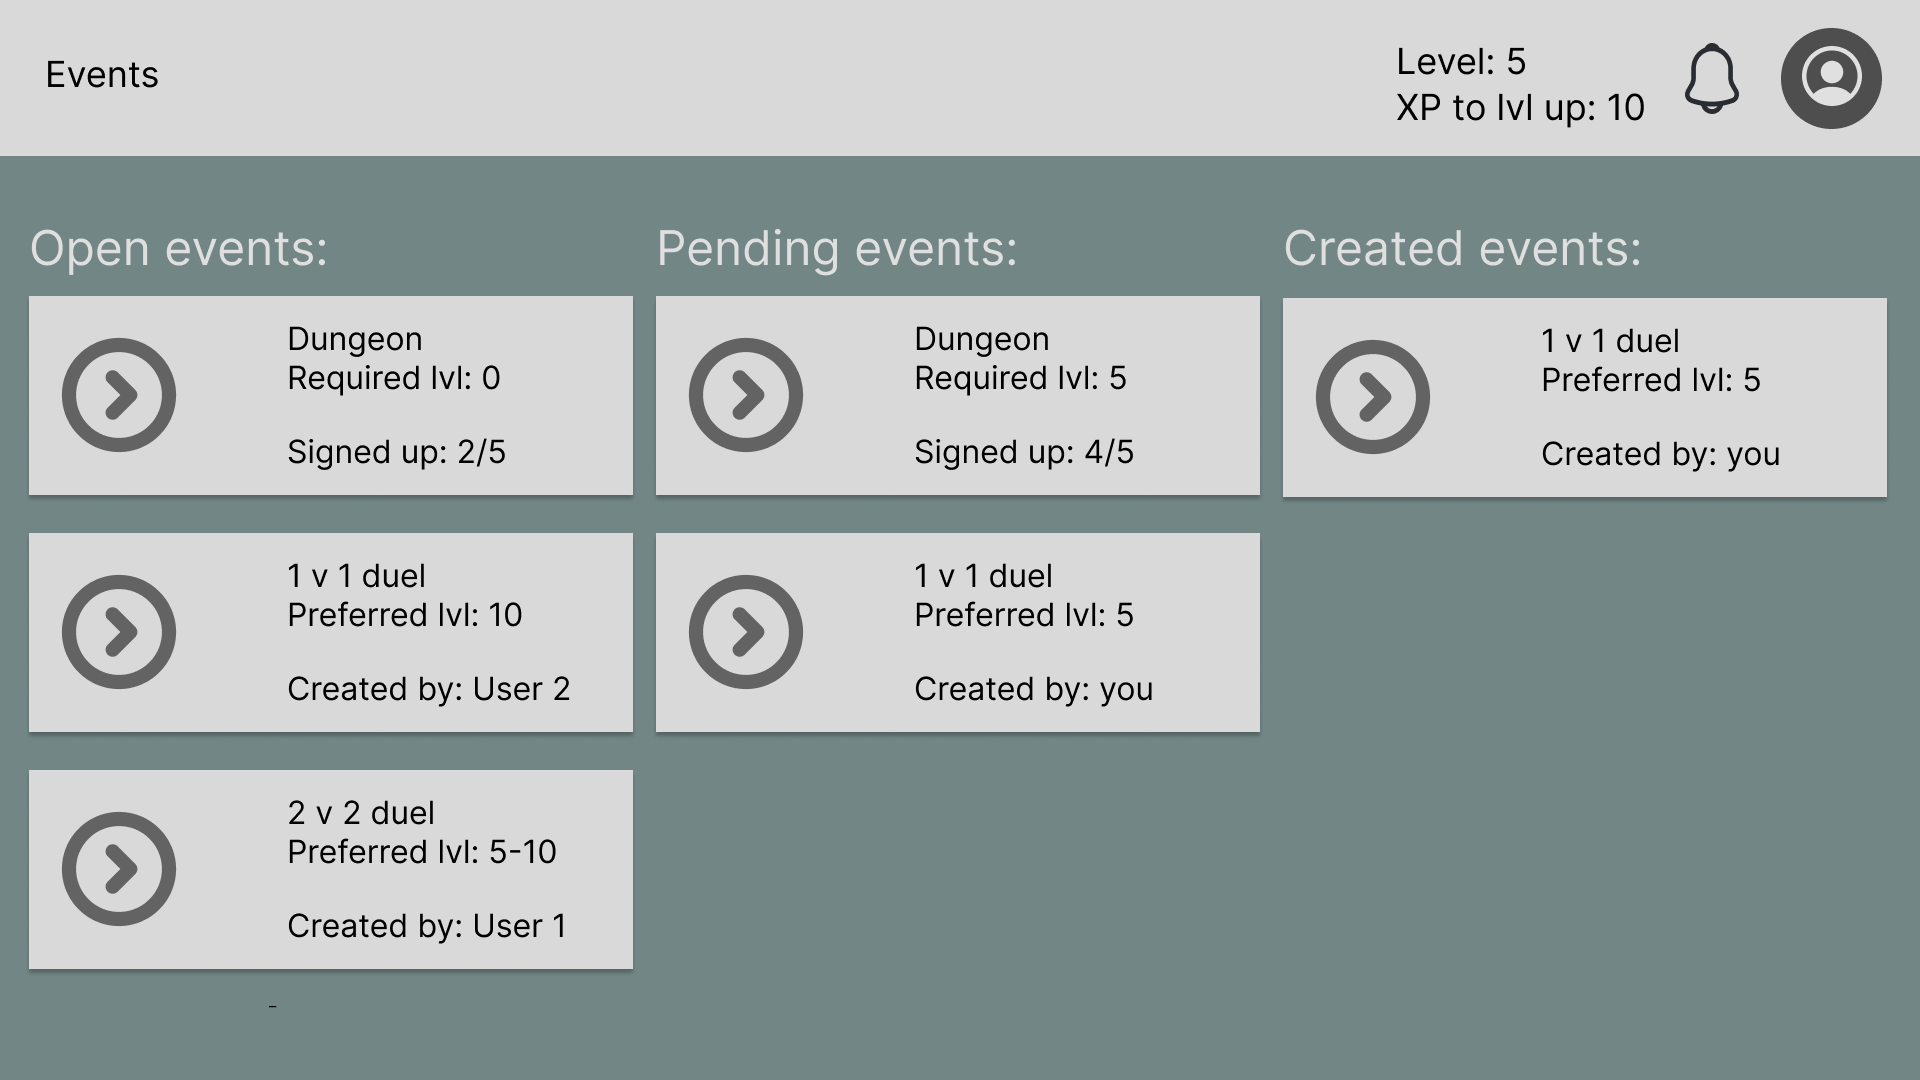 Events
Level: 5
XP to lvl up: 10
Open events:
Dungeon
Required lvl: 0
Signed up: 2/5
1 v 1 duel
Preferred lvl: 10
Created by: User 2
2 v 2 duel
Preferred lvl: 5-10
Created by: User 1
-
Pending events:
Dungeon
Required lvl: 5
Signed up: 4/5
1 v 1 duel
Preferred lvl: 5
Created by: you
Created events:
1 v 1 duel
Preferred lvl: 5
Created by: you